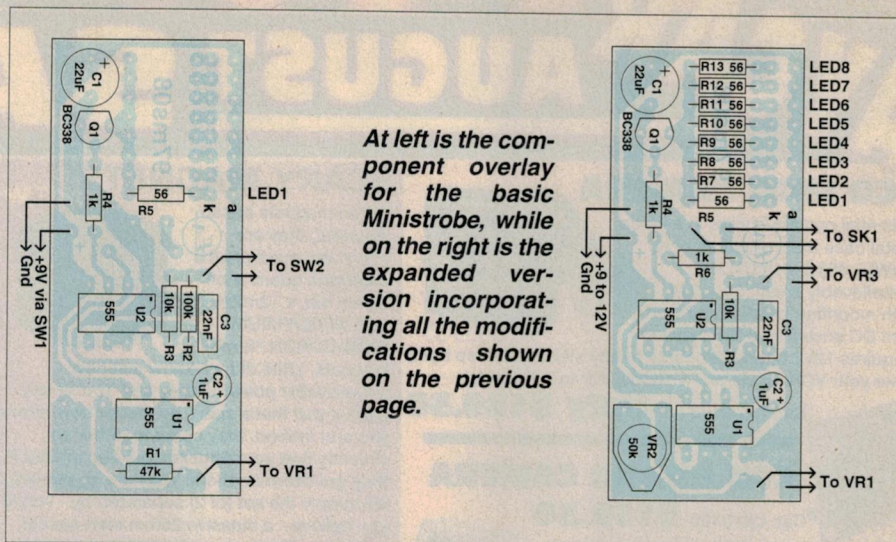 C1
22uF
+
BC338
Q1
R4
1k
56
R5
k
a
LED1
Gnd
+9V via SW1
To SW2
555
U2
10k
R3
100k
R2
22nF
C3
C2
1uF
+
555
U1
R1
47k
To VR1
At left is the com-
ponent overlay
for the basic
Ministrobe, while
on the right is the
expanded ver-
sion incorporat-
ing all the modifi-
cations shown
on the previous
page.
C1
22uF
+
BC338
Q1
R13 56
R12 56
R11 56
R10 56
R9 56
R8 56
R7 56
56
R5
LED8
LED7
LED6
LED5
LED4
LED3
LED2
LED1
k
a
R4
1k
Gnd
+9 to 12V
1k
R6
To SK1
To VR3
555
U2
10k
R3
22nF
C3
C2
1uF
+
555
U1
VR2
50k
To VR1